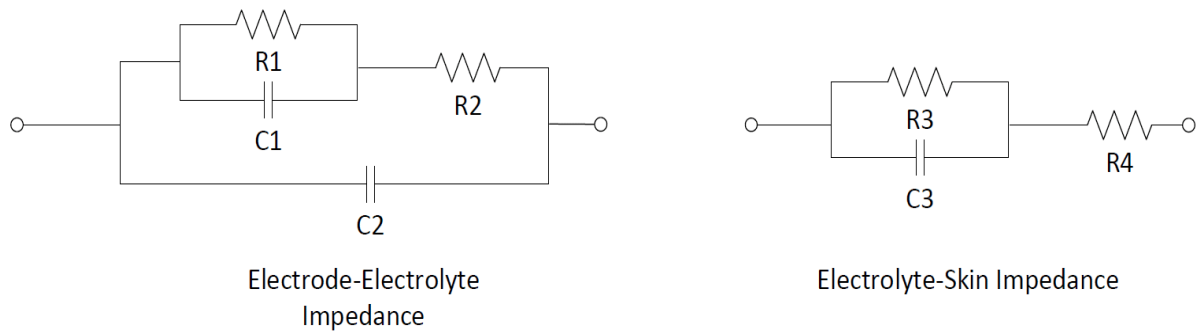 R1
C1
R2
C2
Electrode-Electrolyte
Impedance
R3
C3
R4
Electrolyte-Skin Impedance